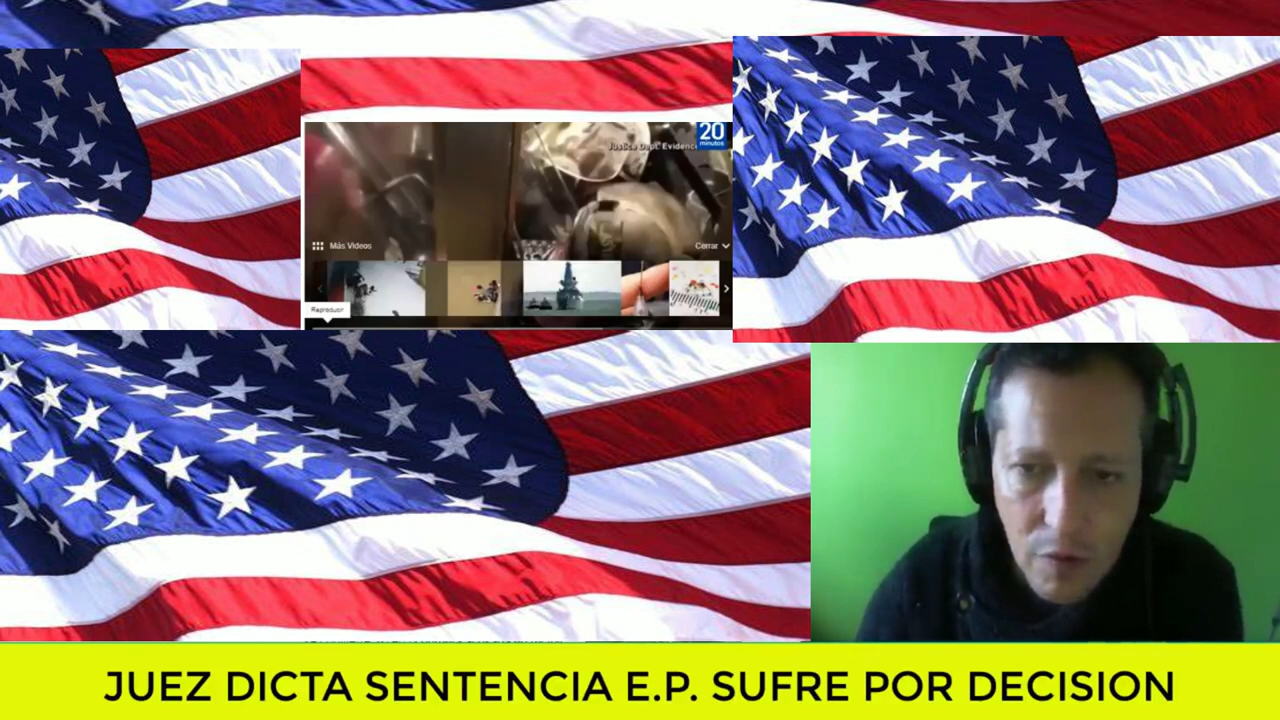 20
minutos
Justice Dept. Evidence
Más Videos
Cerrar
Reproducir
JUEZ DICTA SENTENCIA E.P. SUFRE POR DECISION